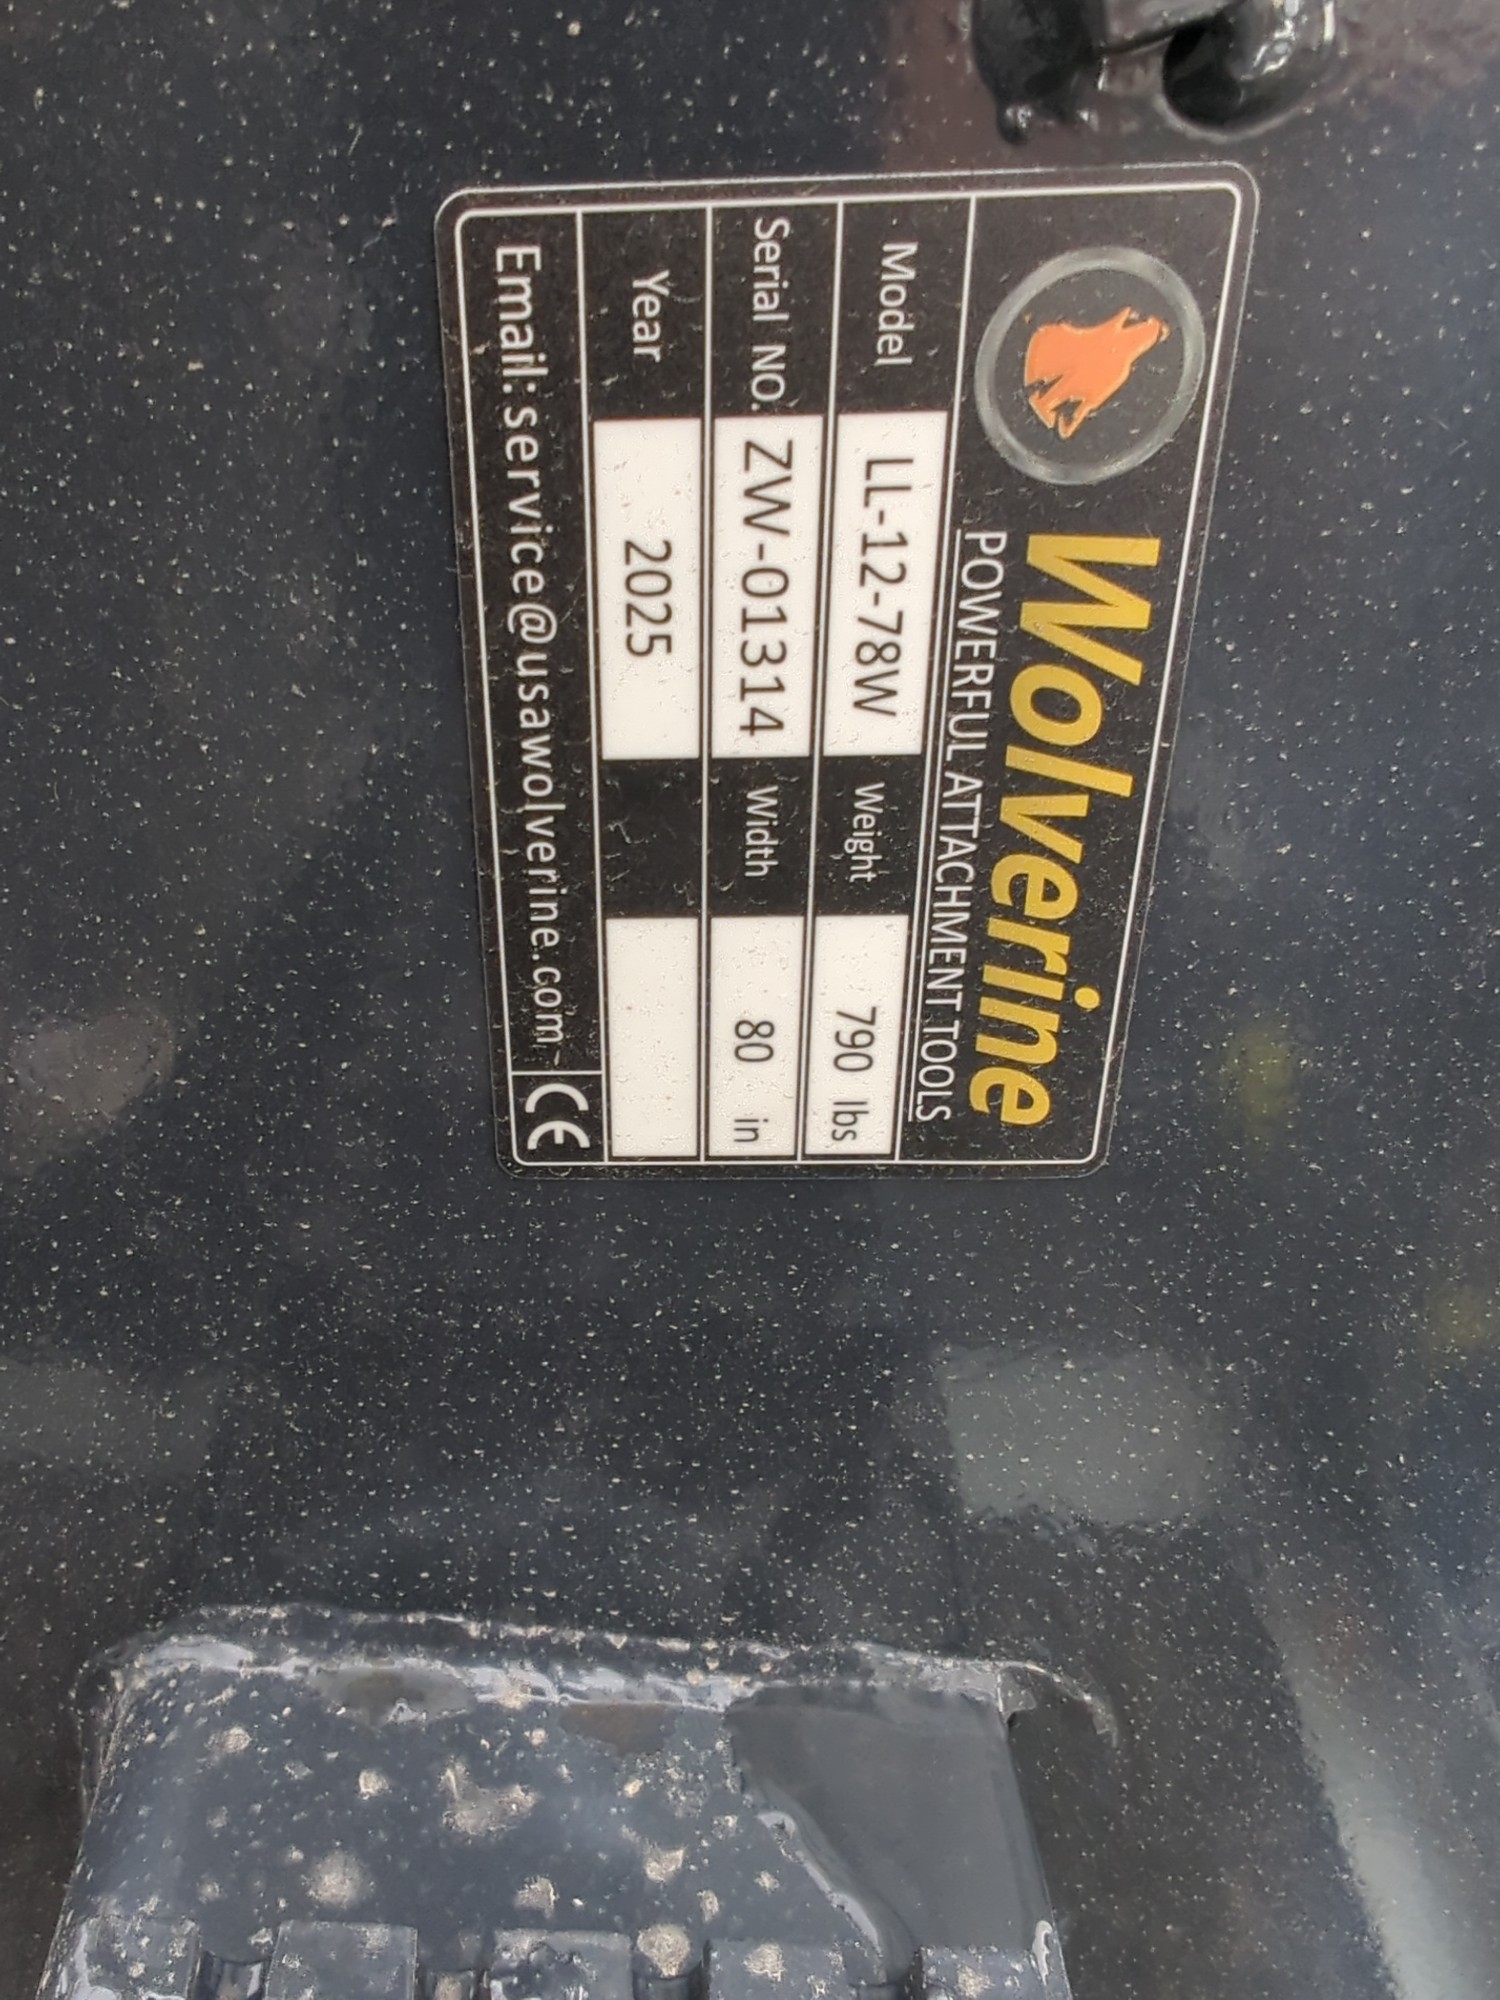 Wolverine
POWERFUL ATTACHMENT TOOLS
Model LL-12-78W Weight 790 lbs
Serial NO. ZW-01314 Width 80 in
Year 2025
Email: service@usawolverine.com CE